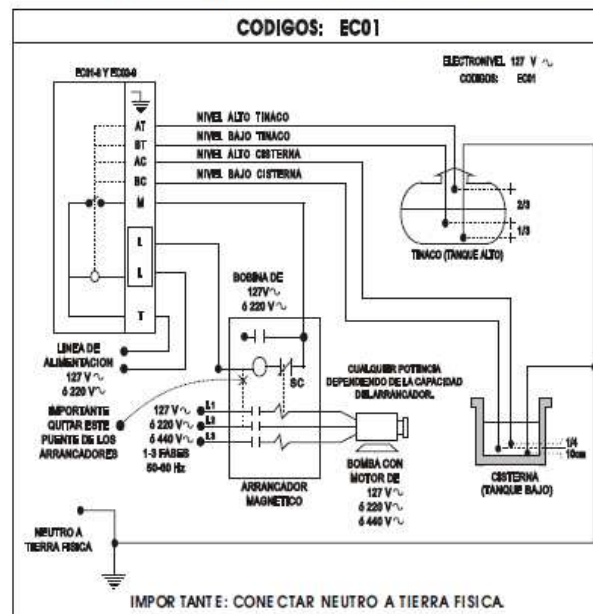 CODIGOS: EC01
ELECTRONIVEL 127 V ~
CODIGOS: EC01
AT
BT
AC
BC
M
L
L
T
NIVEL ALTO TINACO
NIVEL BAJO TINACO
NIVEL ALTO CISTERNA
NIVEL BAJO CISTERNA
2/3
1/3
TINACO (TANQUE ALTO)
BOBINA DE
127V~
ó 220 V~
SC
LINEA DE
ALIMENTACION
127 V ~
ó 220 V~
IMPORTANTE
QUITAR ESTE
PUENTE DE LOS
ARRANCADORES
127 V~
ó 220 V~
ó 440 V~
1-3 FASES
50-60 Hz
L1
L2
L3
ARRANCADOR
MAGNETICO
CUALQUIER POTENCIA
DEPENDIENDO DE LA CAPACIDAD
DEL ARRANCADOR.
BOMBA CON
MOTOR DE
127 V ~
ó 220 V ~
ó 440 V~
1/4
10cm
CISTERNA
(TANQUE BAJO)
NEUTRO A
TIERRA FISICA
IMPORTANTE: CONECTAR NEUTRO A TIERRA FISICA.